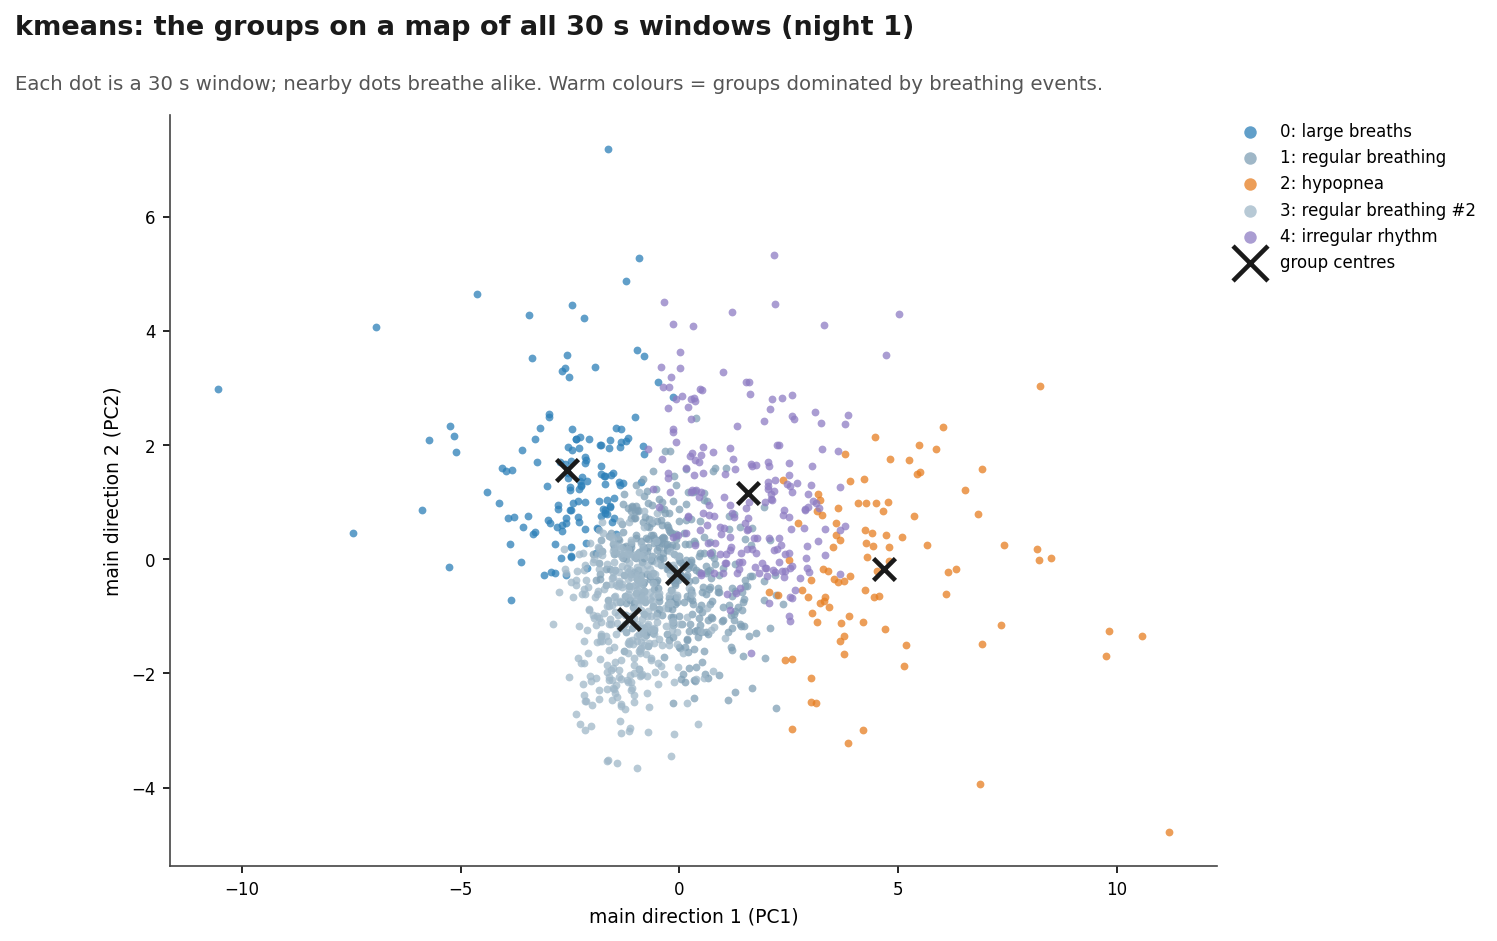 kmeans: the groups on a map of all 30 s windows (night 1)
Each dot is a 30 s window; nearby dots breathe alike. Warm colours = groups dominated by breathing events.
0: large breaths
1: regular breathing
2: hypopnea
3: regular breathing #2
4: irregular rhythm
group centres
main direction 2 (PC2)
6
4
2
0
−2
−4
−10
−5
0
5
10
main direction 1 (PC1)